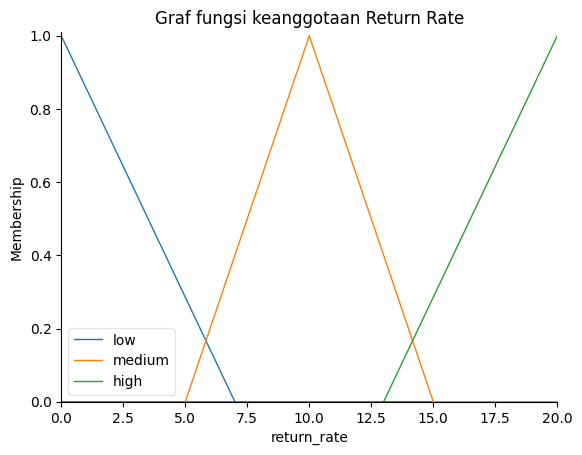 Graf fungsi keanggotaan Return Rate
1.0
0.8
0.6
0.4
0.2
0.0
Membership
low
medium
high
0.0 2.5 5.0 7.5 10.0 12.5 15.0 17.5 20.0
return_rate